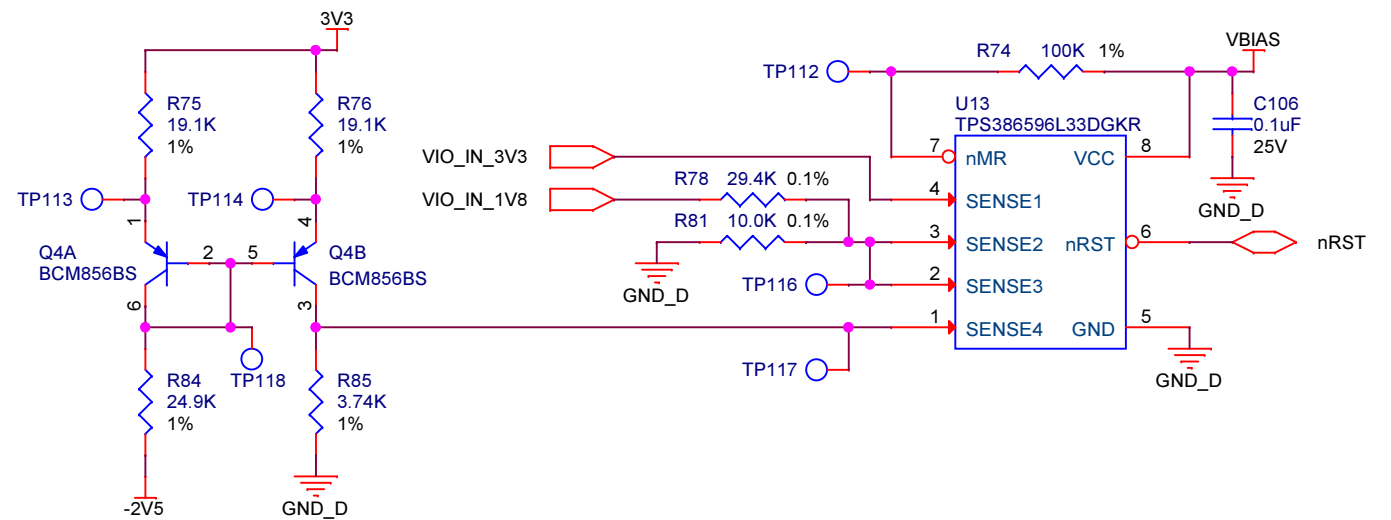 3V3
R75
19.1K
1%
R76
19.1K
1%
TP113
TP114
1
4
Q4A
BCM856BS
2
5
Q4B
BCM856BS
6
3
TP118
R84
24.9K
1%
R85
3.74K
1%
-2V5
GND_D
VIO_IN_3V3
VIO_IN_1V8
R78 29.4K 0.1%
R81 10.0K 0.1%
GND_D
TP116
TP117
TP112
R74 100K 1%
VBIAS
C106
0.1uF
25V
GND_D
U13
TPS386596L33DGKR
7 nMR
VCC 8
4 SENSE1
3 SENSE2
nRST 6
nRST
2 SENSE3
1 SENSE4
GND 5
GND_D